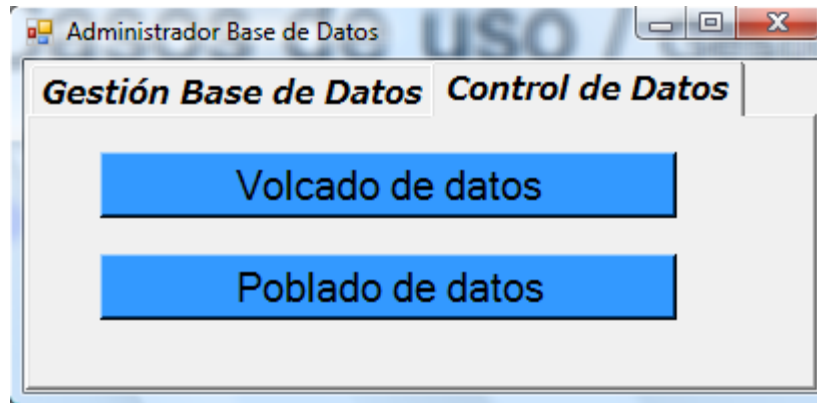 Administrador Base de Datos
Gestión Base de Datos Control de Datos
Volcado de datos
Poblado de datos